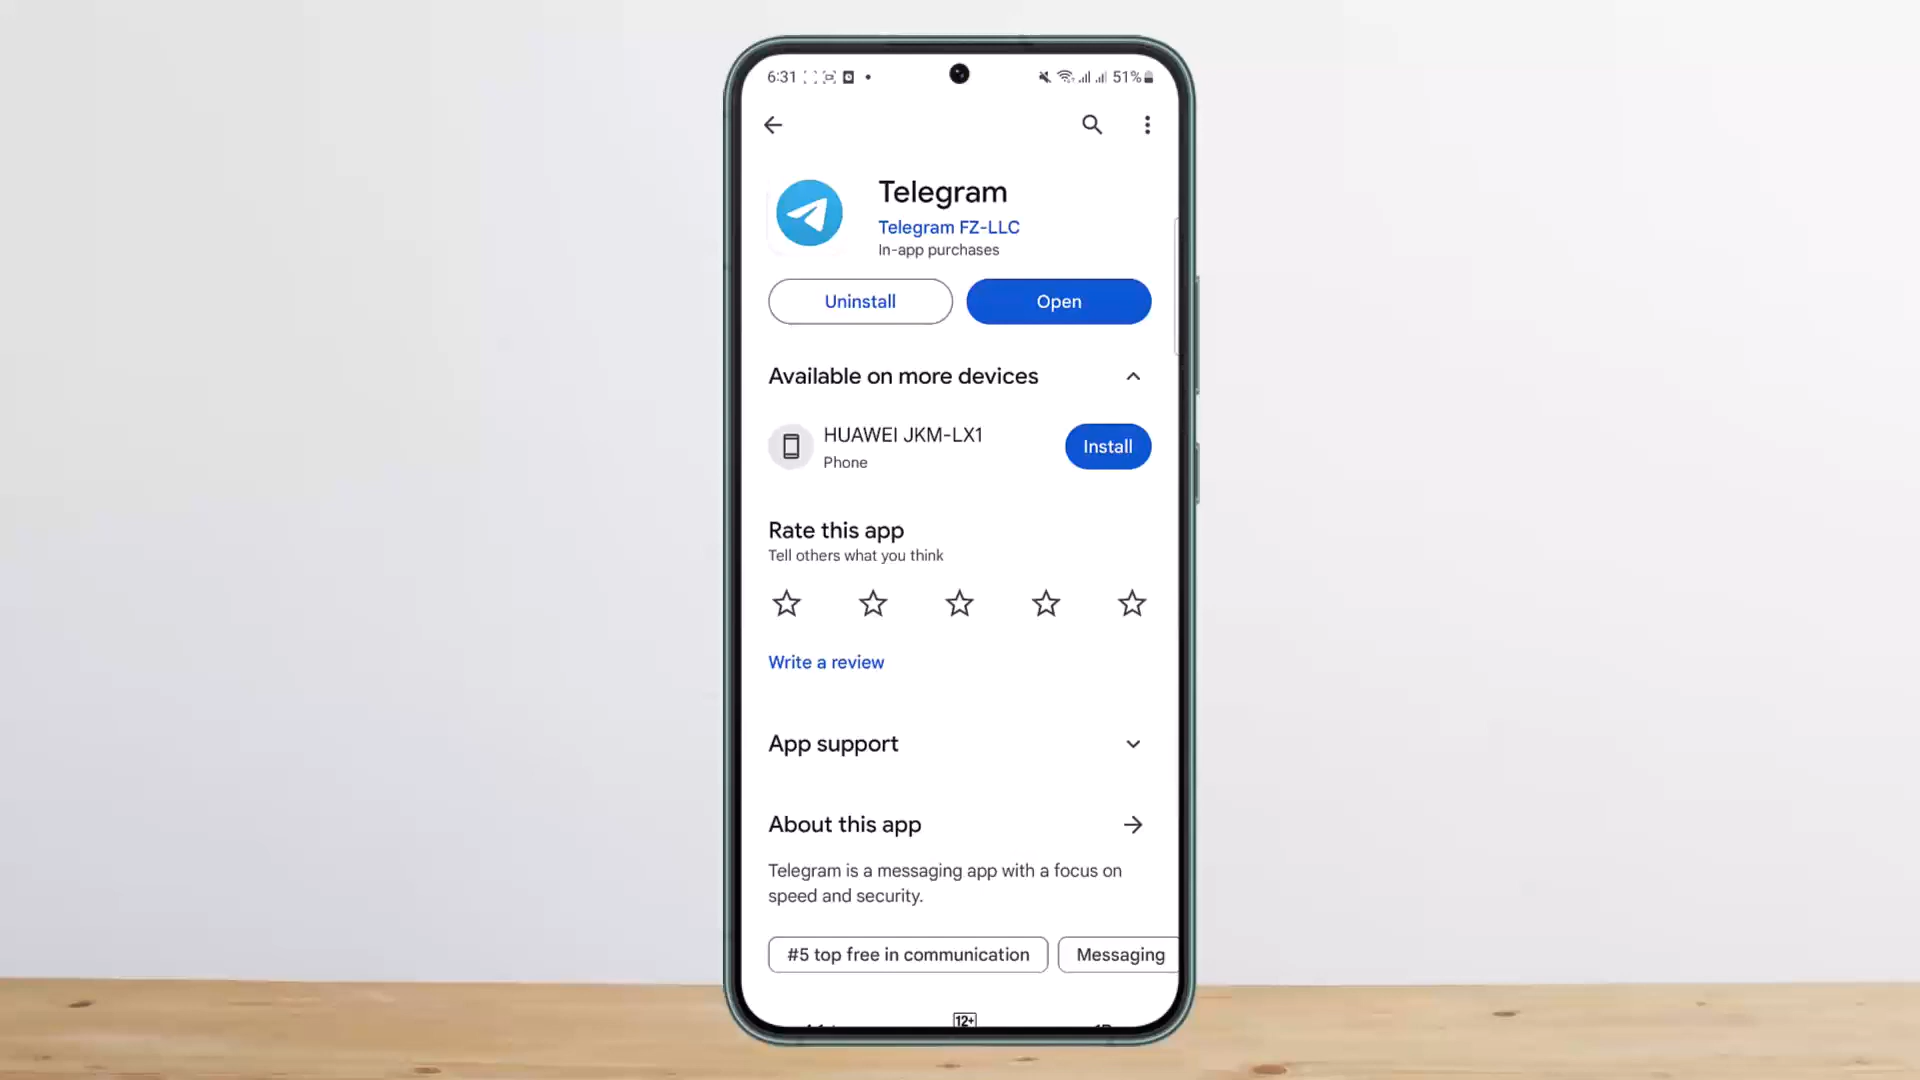 6:31
51%
Telegram
Telegram FZ-LLC
In-app purchases
Uninstall
Open
Available on more devices
HUAWEI JKM-LX1
Phone
Install
Rate this app
Tell others what you think
Write a review
App support
About this app
Telegram is a messaging app with a focus on
speed and security.
#5 top free in communication
Messaging
12+